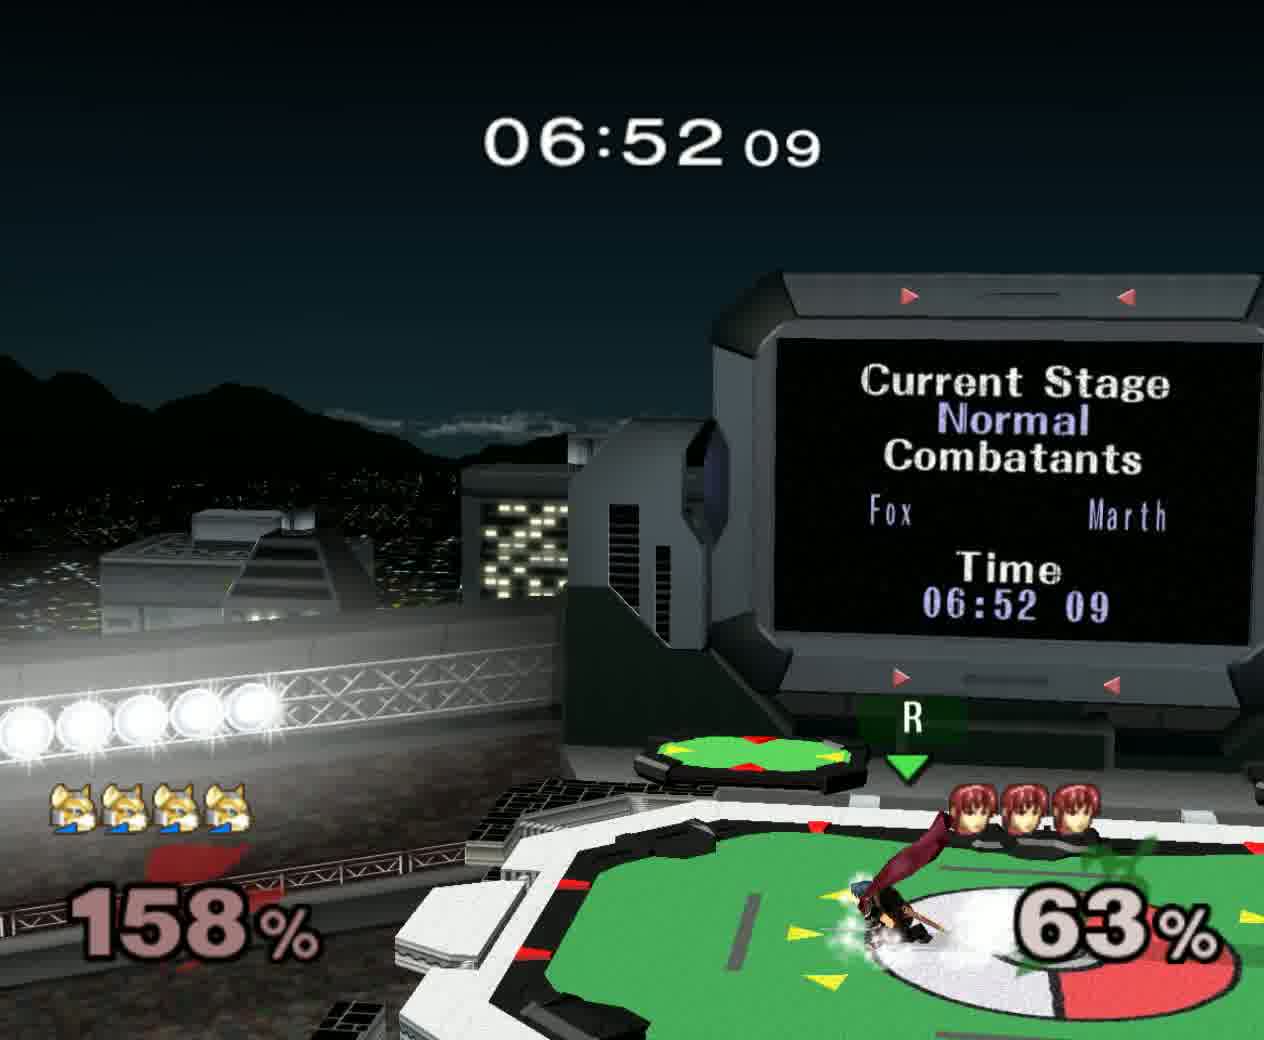 06:52 09
Current Stage
Normal
Combatants
Fox Marth
Time
06:52 09
R
158%
63%